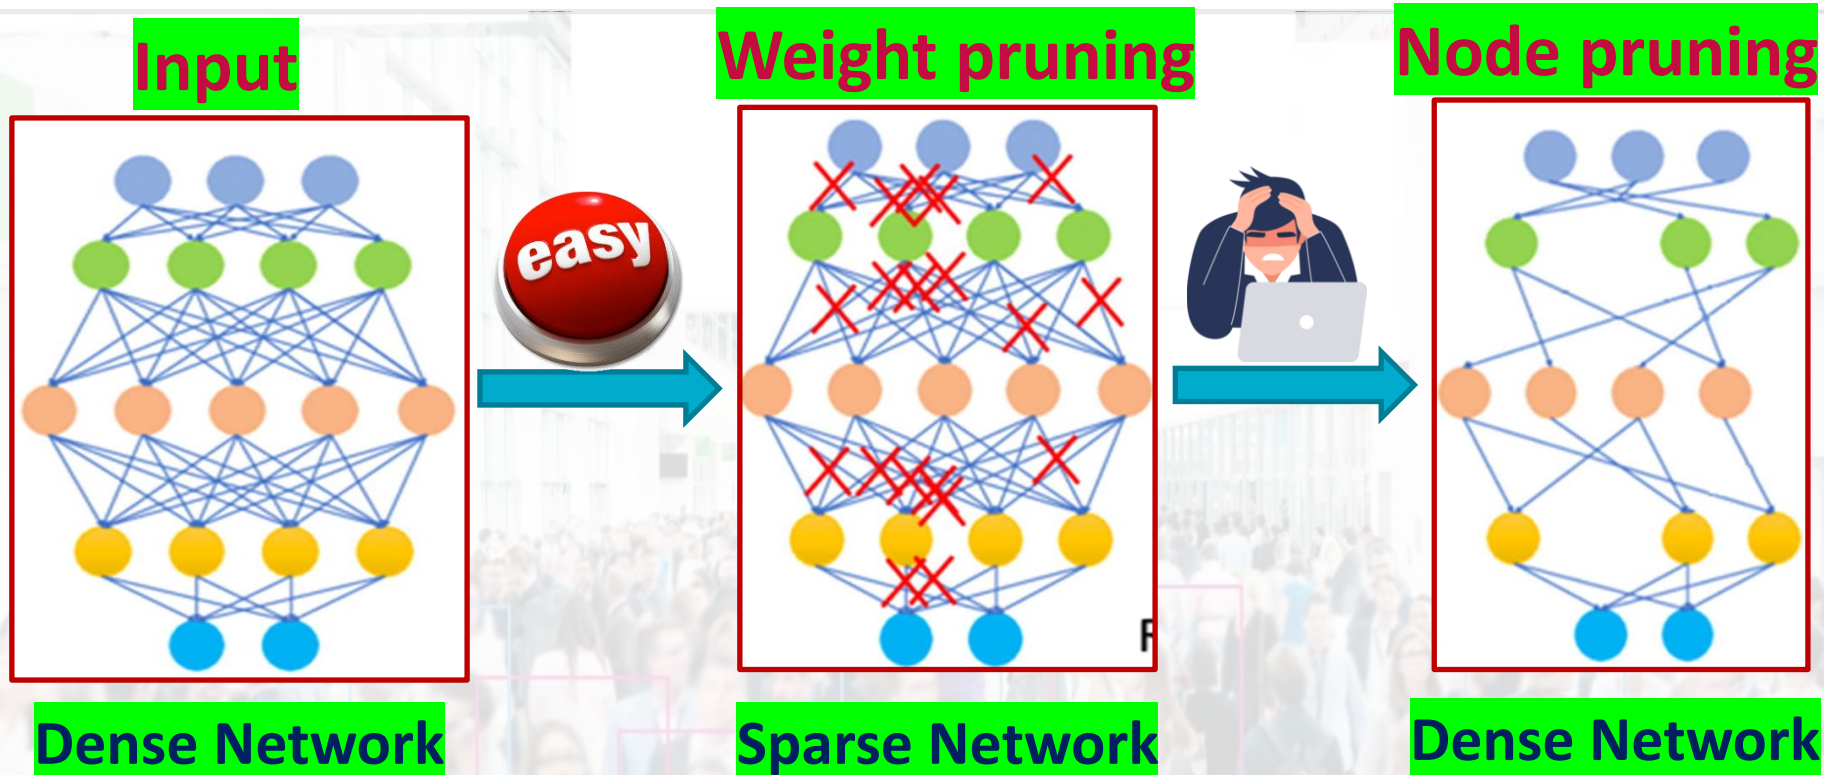 Input
Weight pruning
Node pruning
easy
F
Dense Network
Sparse Network
Dense Network